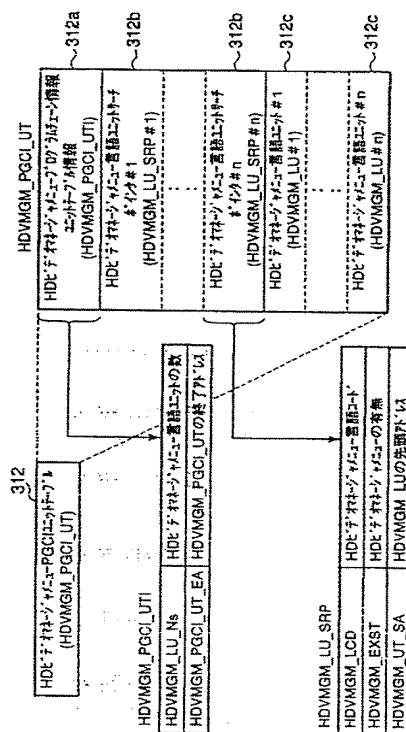 312
HDビデオマネージャメニューPGCIユニットテーブル
(HDVMGM_PGCI_UT)
HDVMGM_PGCI_UT
HDビデオマネージャメニュープログラムチェーン情報
ユニットテーブル情報
(HDVMGM_PGCI_UTI)
312a
HDビデオマネージャメニュー言語ユニットサーチ
ポインタ#1
(HDVMGM_LU_SRP#1)
312b
HDビデオマネージャメニュー言語ユニットサーチ
ポインタ#n
(HDVMGM_LU_SRP#n)
312b
HDビデオマネージャメニュー言語ユニット#1
(HDVMGM_LU#1)
312c
HDビデオマネージャメニュー言語ユニット#n
(HDVMGM_LU#n)
312c
HDVMGM_PGCI_UTI
HDVMGM_LU_Ns HDビデオマネージャメニュー言語ユニットの数
HDVMGM_PGCI_UT_EA HDVMGM_PGCI_UTの終了アドレス
HDVMGM_LU_SRP
HDVMGM_LCD HDビデオマネージャメニュー言語コード
HDVMGM_EXST HDビデオマネージャメニューの有無
HDVMGM_UT_SA HDVMGM_LUの先頭アドレス